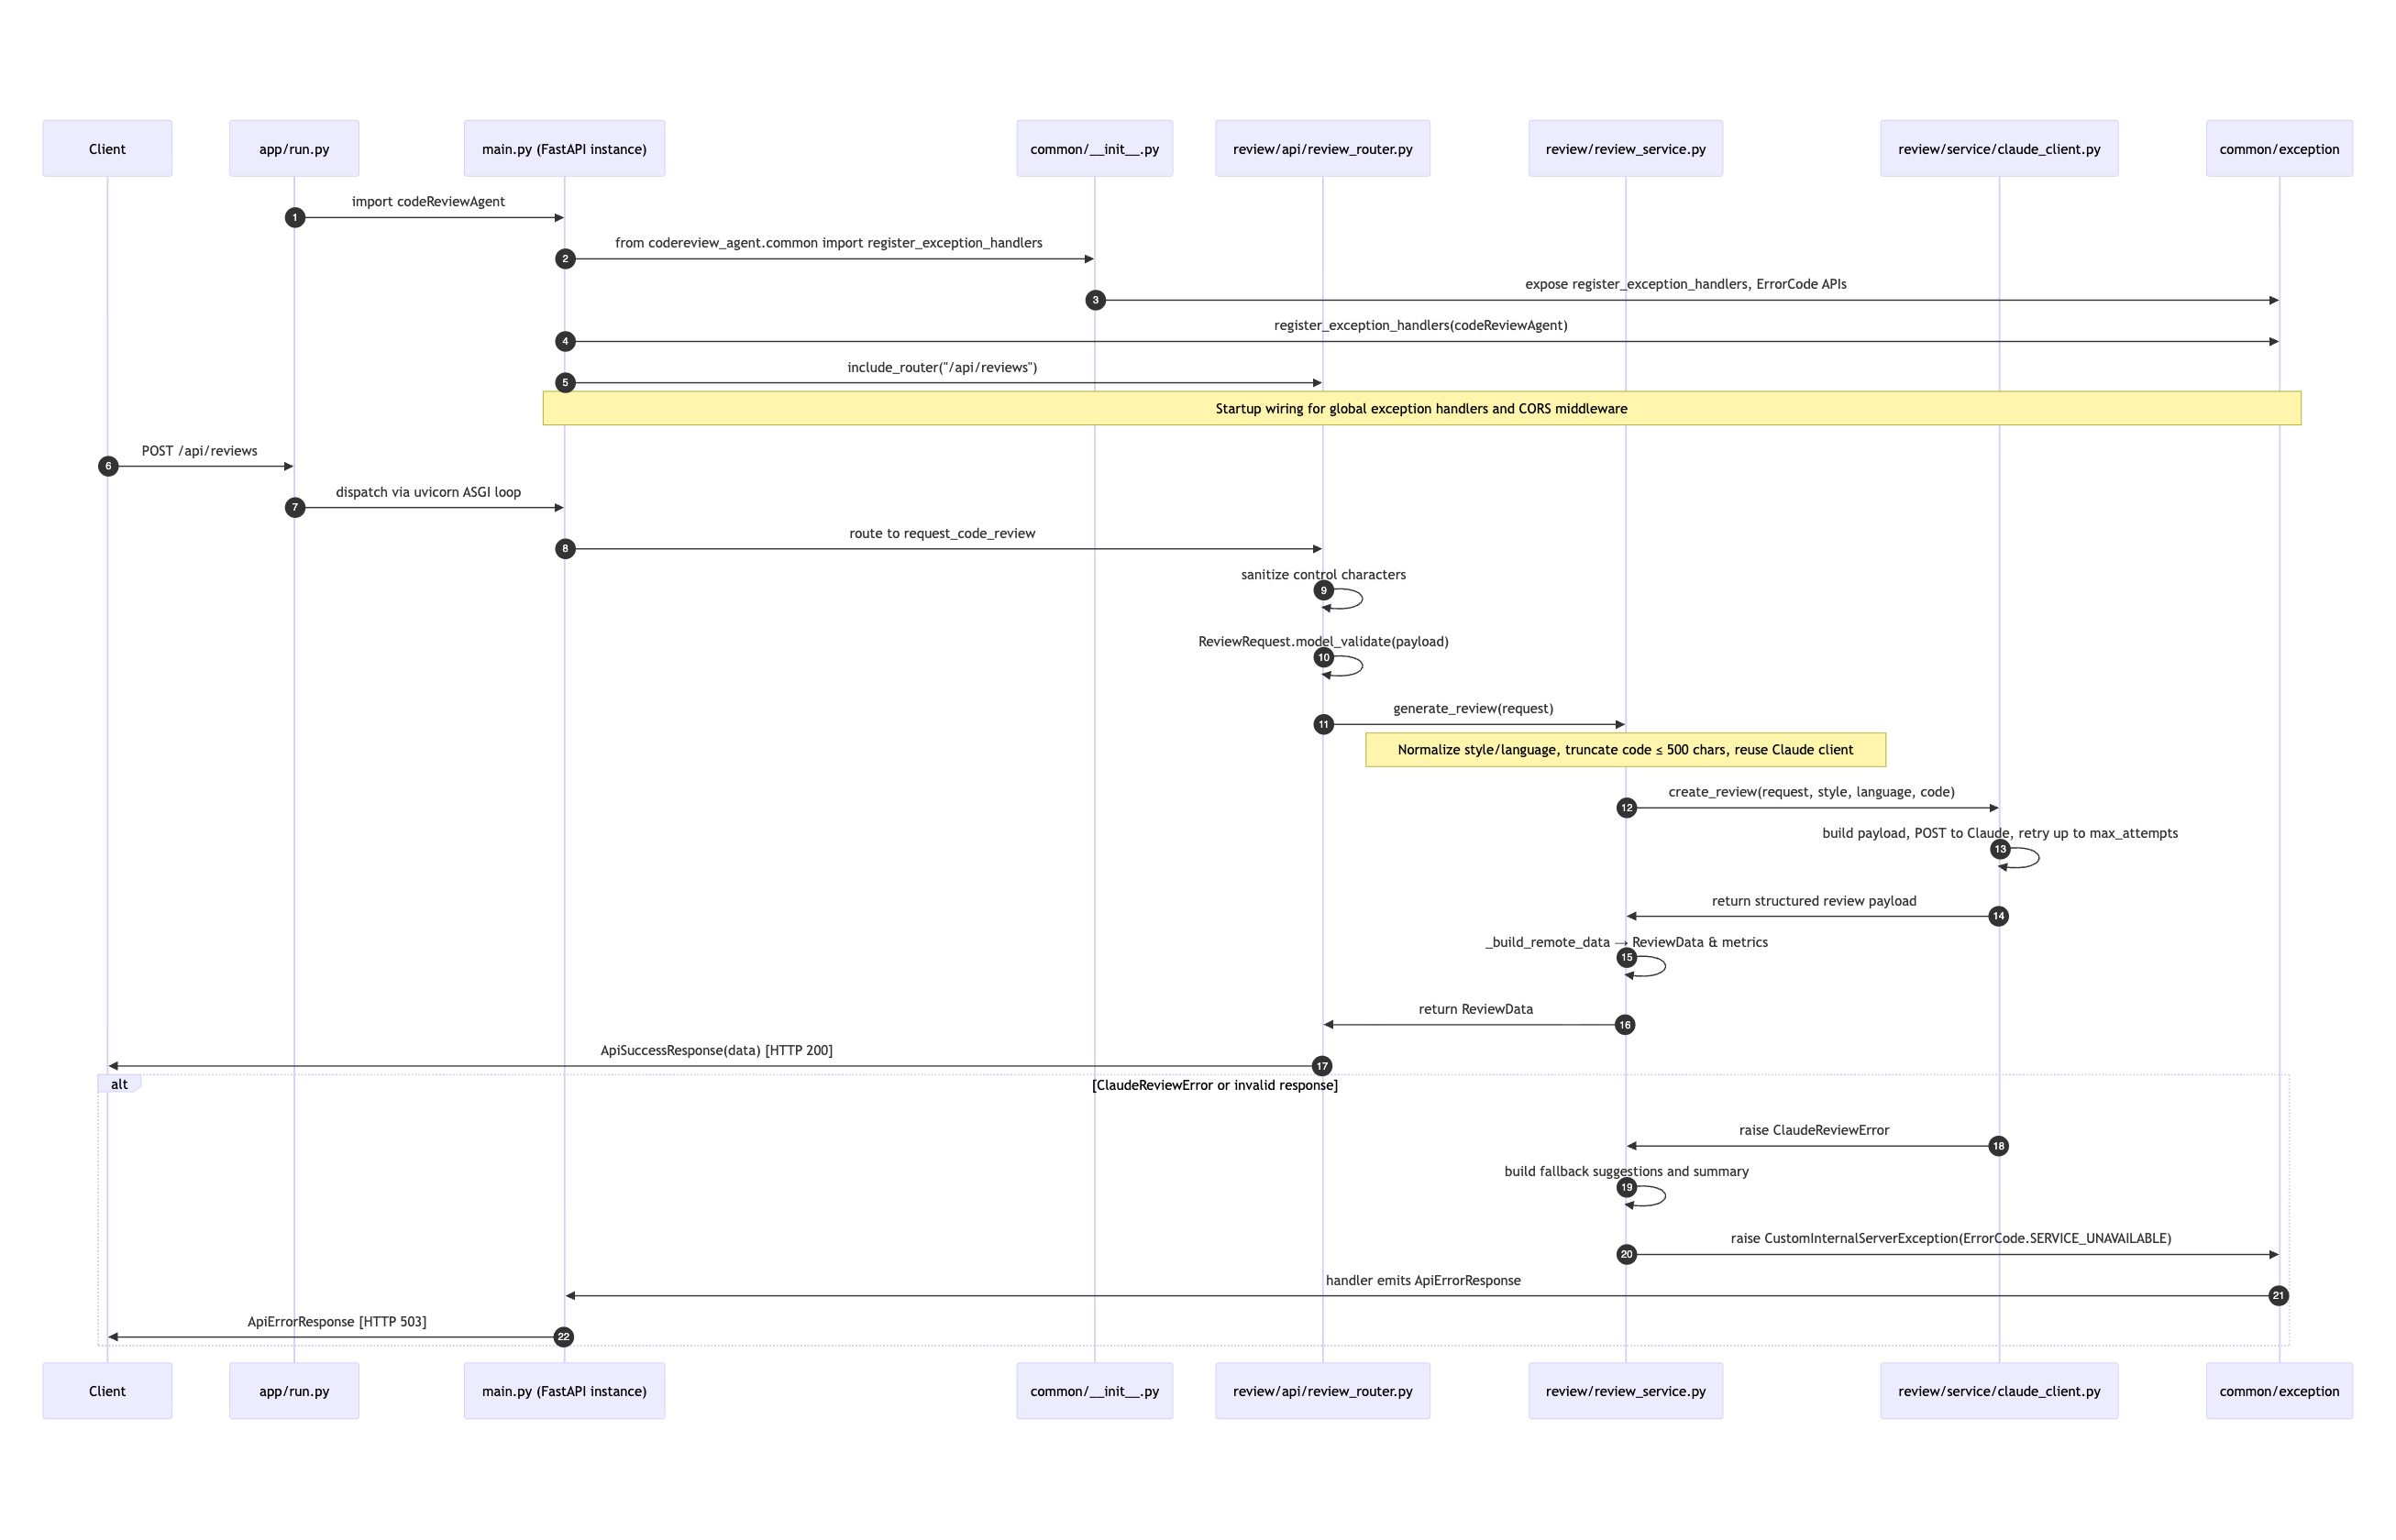 Client
app/run.py
main.py (FastAPI instance)
common/__init__.py
review/api/review_router.py
review/review_service.py
review/service/claude_client.py
common/exception
1 import codeReviewAgent
2 from codereview_agent.common import register_exception_handlers
3 expose register_exception_handlers, ErrorCode APIs
4 register_exception_handlers(codeReviewAgent)
5 include_router("/api/reviews")
Startup wiring for global exception handlers and CORS middleware
6 POST /api/reviews
7 dispatch via uvicorn ASGI loop
8 route to request_code_review
9 sanitize control characters
10 ReviewRequest.model_validate(payload)
11 generate_review(request)
Normalize style/language, truncate code ≤ 500 chars, reuse Claude client
12 create_review(request, style, language, code)
13 build payload, POST to Claude, retry up to max_attempts
14 return structured review payload
15 _build_remote_data → ReviewData & metrics
16 return ReviewData
17 ApiSuccessResponse(data) [HTTP 200]
alt
[ClaudeReviewError or invalid response]
18 raise ClaudeReviewError
19 build fallback suggestions and summary
20 raise CustomInternalServerException(ErrorCode.SERVICE_UNAVAILABLE)
21 handler emits ApiErrorResponse
22 ApiErrorResponse [HTTP 503]
Client
app/run.py
main.py (FastAPI instance)
common/__init__.py
review/api/review_router.py
review/review_service.py
review/service/claude_client.py
common/exception